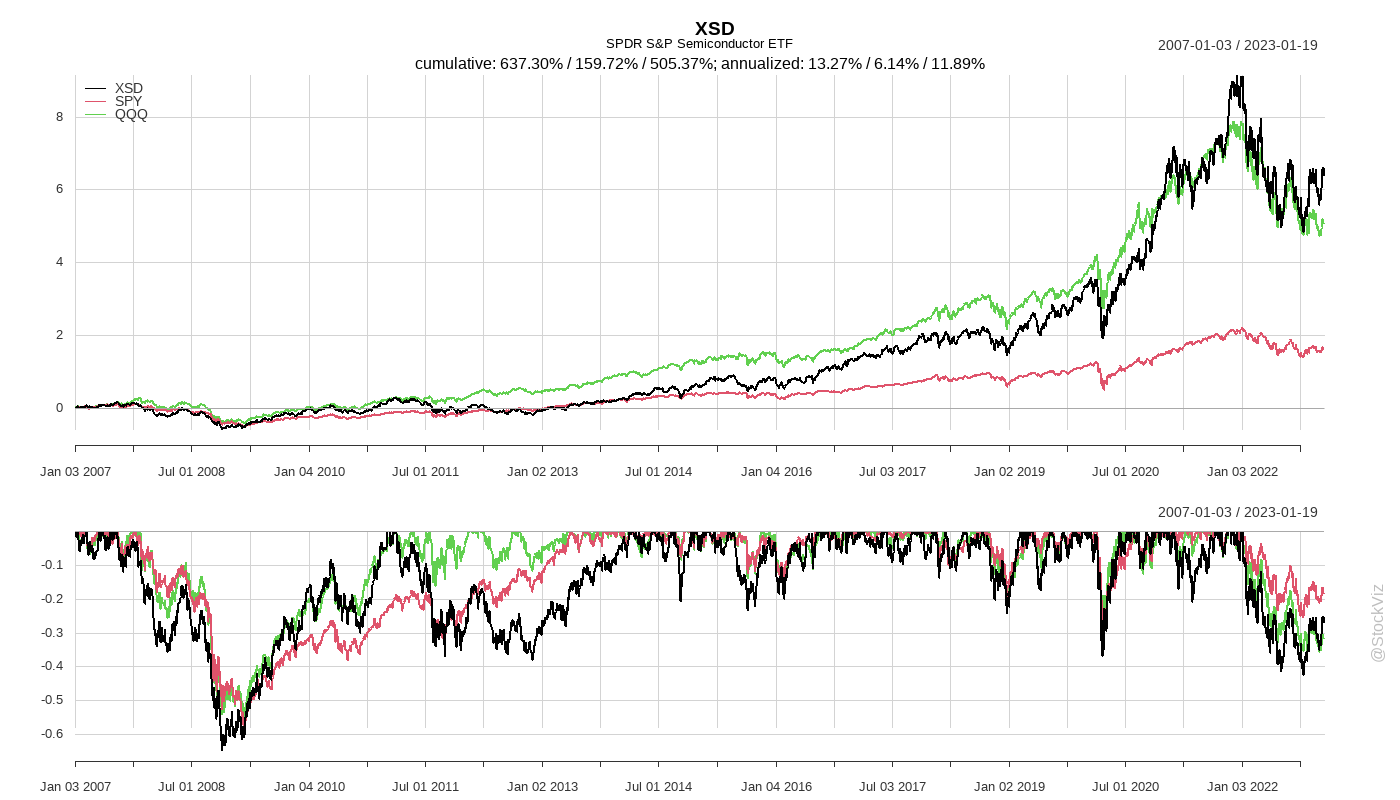 XSD
SPDR S&P Semiconductor ETF
2007-01-03 / 2023-01-19
cumulative: 637.30% / 159.72% / 505.37%; annualized: 13.27% / 6.14% / 11.89%
XSD
SPY
QQQ
8
6
4
2
0
Jan 03 2007 Jul 01 2008 Jan 04 2010 Jul 01 2011 Jan 02 2013 Jul 01 2014 Jan 04 2016 Jul 03 2017 Jan 02 2019 Jul 01 2020 Jan 03 2022
2007-01-03 / 2023-01-19
-0.1
-0.2
-0.3
-0.4
-0.5
-0.6
Jan 03 2007 Jul 01 2008 Jan 04 2010 Jul 01 2011 Jan 02 2013 Jul 01 2014 Jan 04 2016 Jul 03 2017 Jan 02 2019 Jul 01 2020 Jan 03 2022
@StockViz